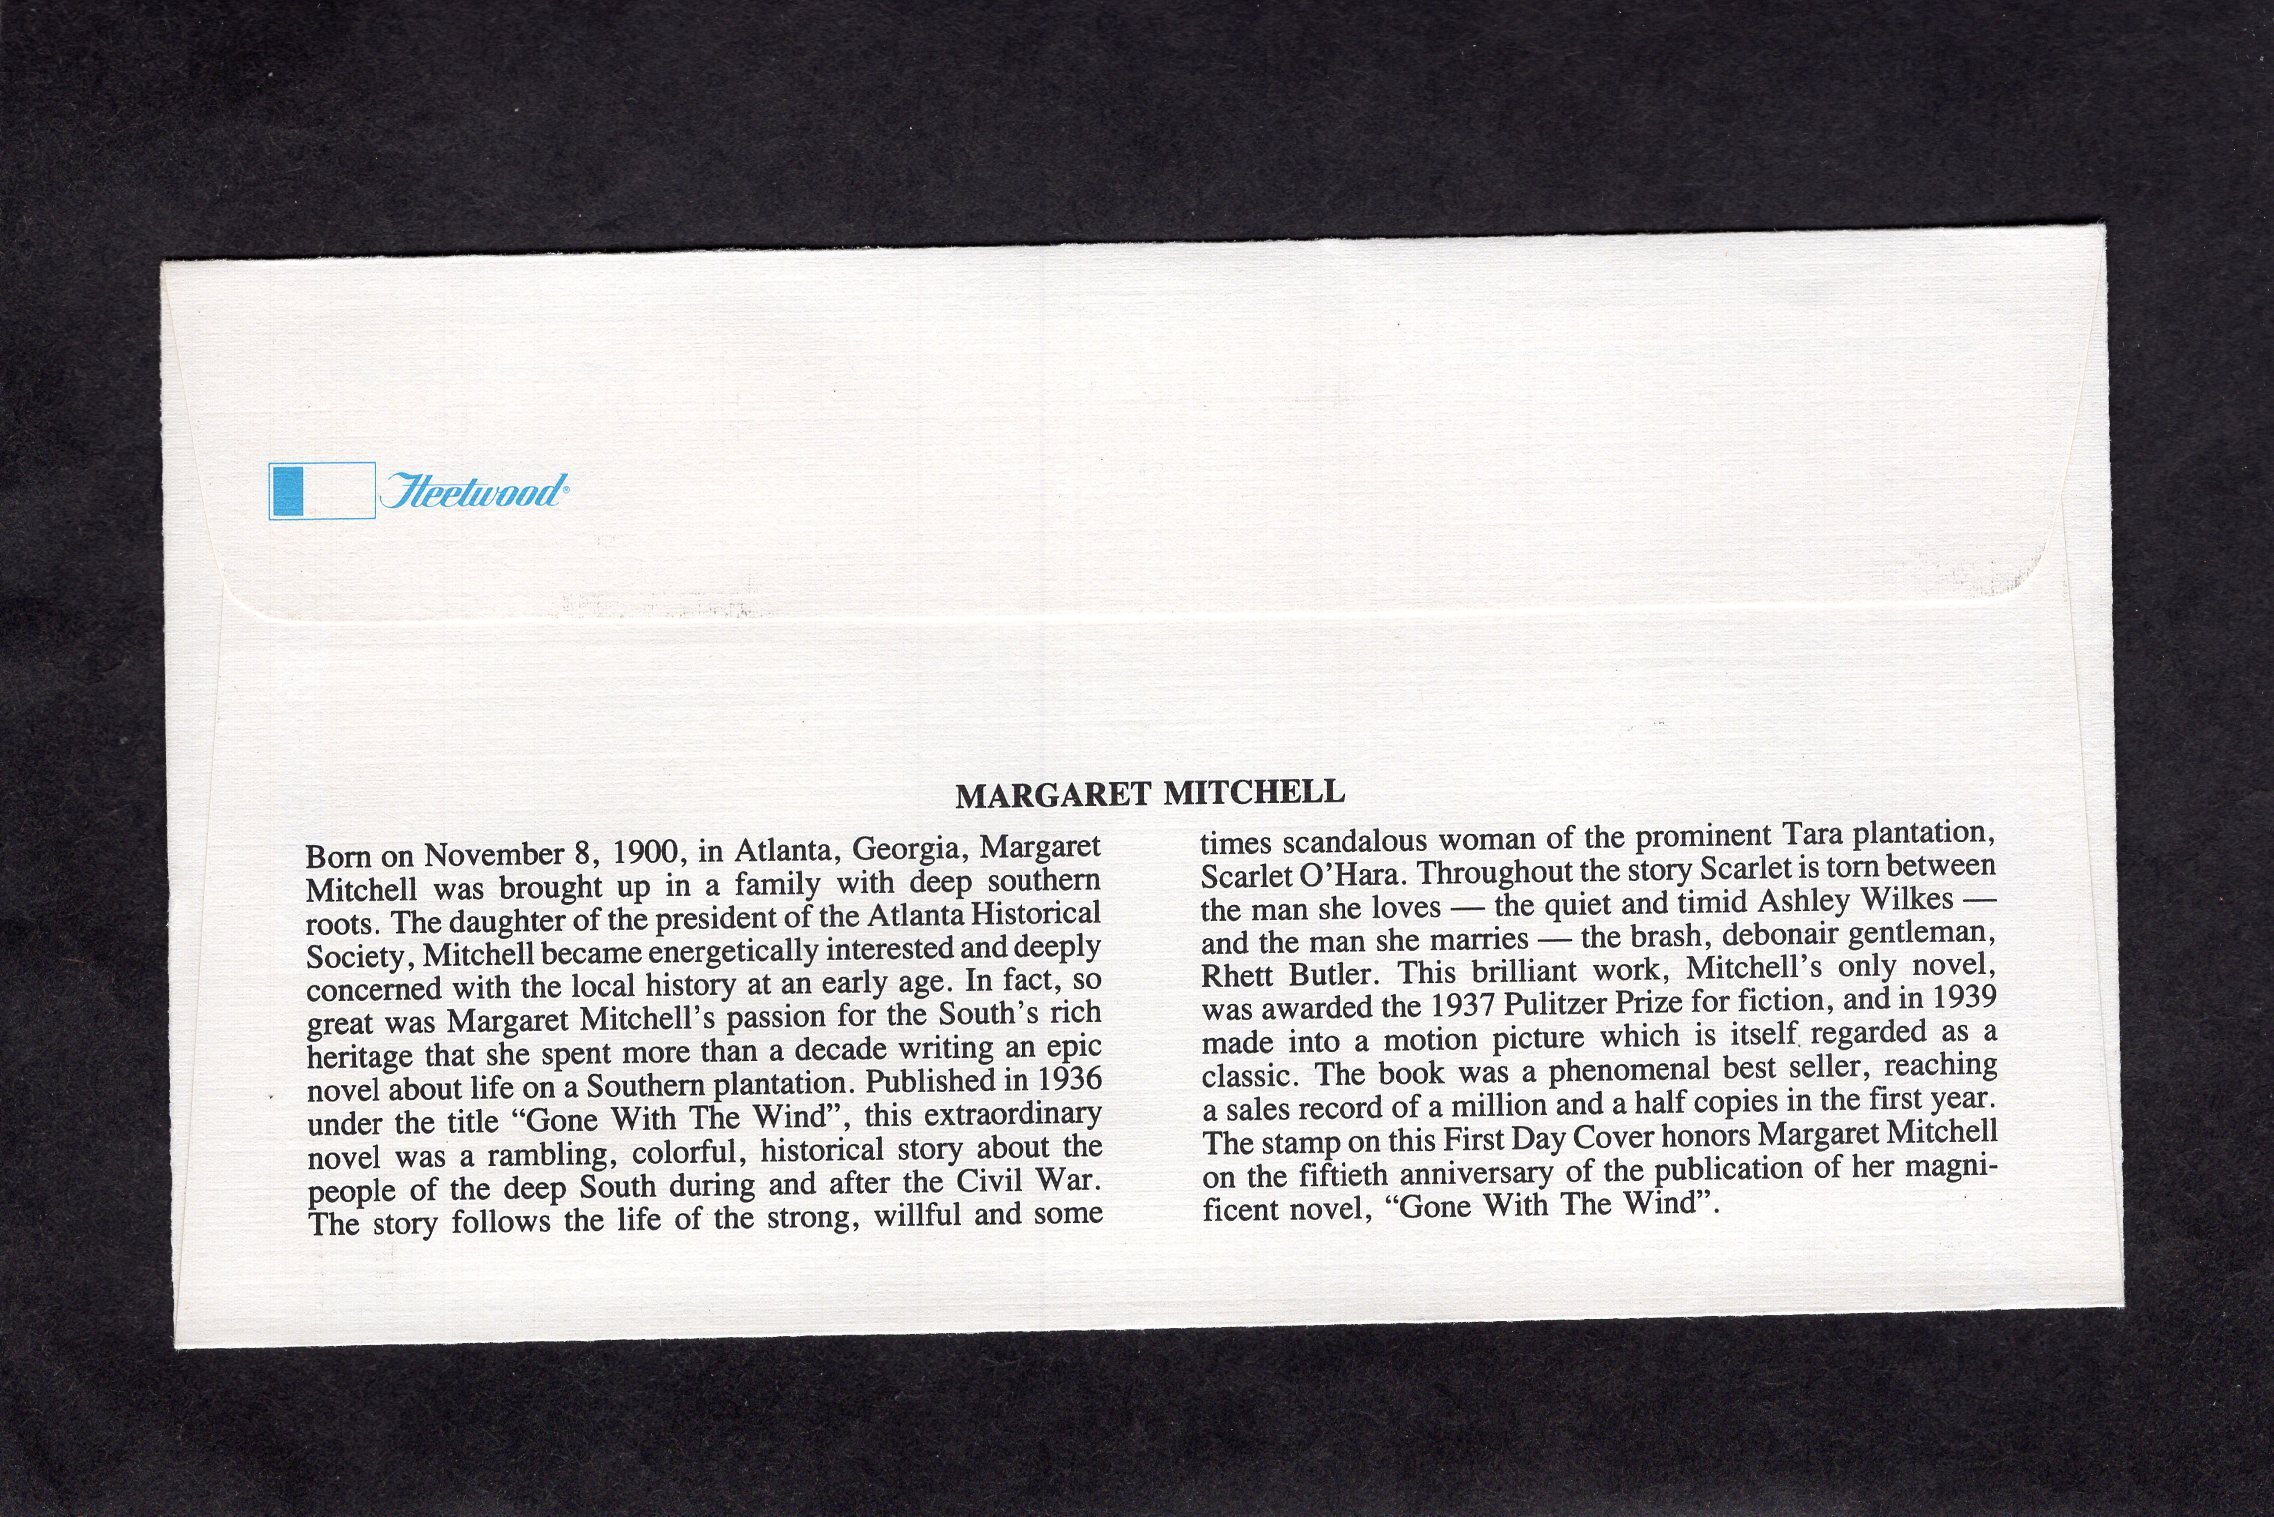 Fleetwood®
MARGARET MITCHELL
Born on November 8, 1900, in Atlanta, Georgia, Margaret
Mitchell was brought up in a family with deep southern
roots. The daughter of the president of the Atlanta Historical
Society, Mitchell became energetically interested and deeply
concerned with the local history at an early age. In fact, so
great was Margaret Mitchell's passion for the South's rich
heritage that she spent more than a decade writing an epic
novel about life on a Southern plantation. Published in 1936
under the title “Gone With The Wind”, this extraordinary
novel was a rambling, colorful, historical story about the
people of the deep South during and after the Civil War.
The story follows the life of the strong, willful and some
times scandalous woman of the prominent Tara plantation,
Scarlet O'Hara. Throughout the story Scarlet is torn between
the man she loves — the quiet and timid Ashley Wilkes —
and the man she marries — the brash, debonair gentleman,
Rhett Butler. This brilliant work, Mitchell's only novel,
was awarded the 1937 Pulitzer Prize for fiction, and in 1939
made into a motion picture which is itself regarded as a
classic. The book was a phenomenal best seller, reaching
a sales record of a million and a half copies in the first year.
The stamp on this First Day Cover honors Margaret Mitchell
on the fiftieth anniversary of the publication of her magni-
ficent novel, “Gone With The Wind”.